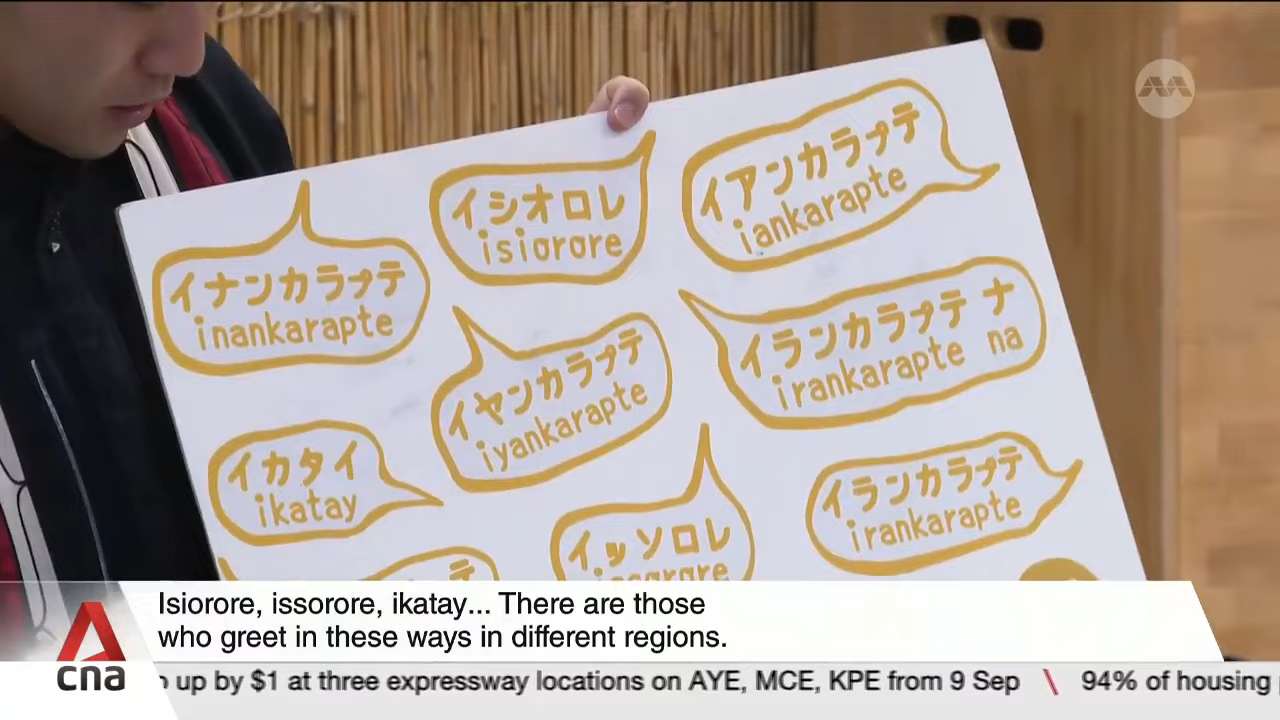 イシオロレ
isiorore
イアンカラㇷ゚テ
iankarapte
イナンカラㇷ゚テ
inankarapte
イヤンカラㇷ゚テ
iyankarapte
イランカラㇷ゚テ ナ
irankarapte na
イカタイ
ikatay
イッソロレ
イランカラㇷ゚テ
irankarapte
テ
Isiorore, issorore, ikatay... There are those
who greet in these ways in different regions.
cna
up by $1 at three expressway locations on AYE, MCE, KPE from 9 Sep \ 94% of housing